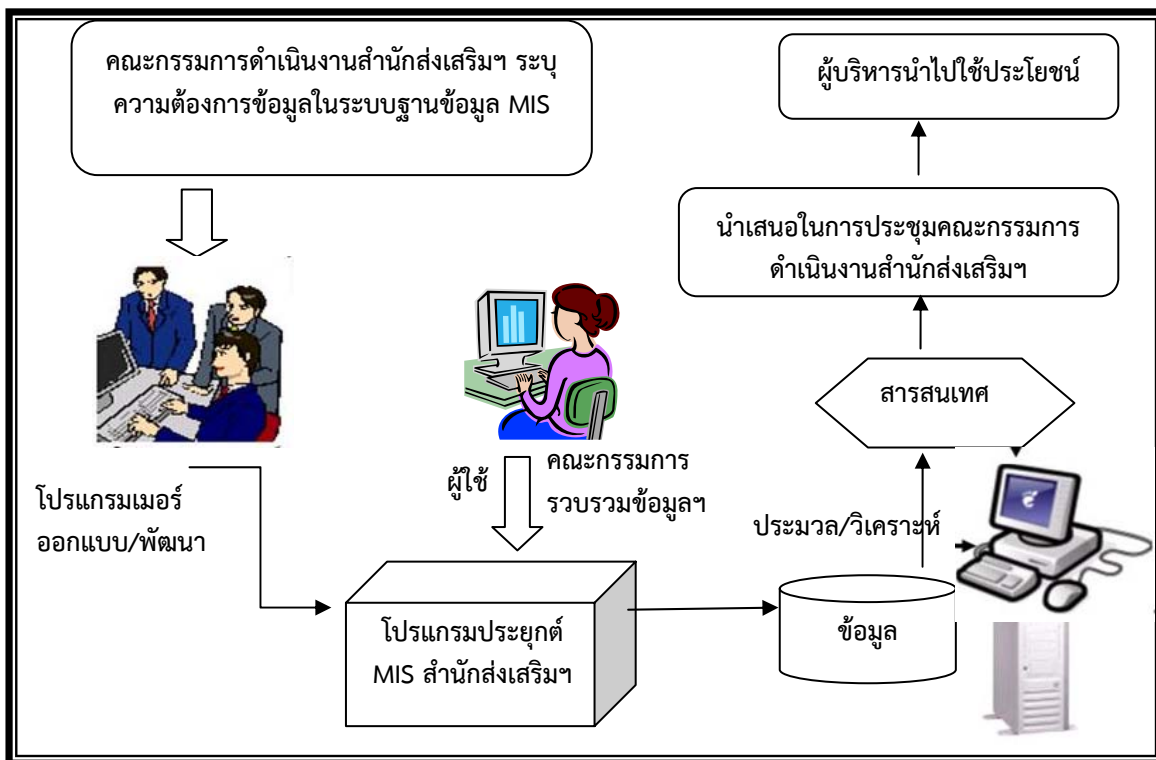 คณะกรรมการดำเนินงานสำนักส่งเสริมฯ ระบุ
ความต้องการข้อมูลในระบบฐานข้อมูล MIS
ผู้บริหารนำไปใช้ประโยชน์
นำเสนอในการประชุมคณะกรรมการ
ดำเนินงานสำนักส่งเสริมฯ
สารสนเทศ
ผู้ใช้
คณะกรรมการ
รวบรวมข้อมูลฯ
โปรแกรมเมอร์
ออกแบบ/พัฒนา
ประมวล/วิเคราะห์
โปรแกรมประยุกต์
MIS สำนักส่งเสริมฯ
ข้อมูล